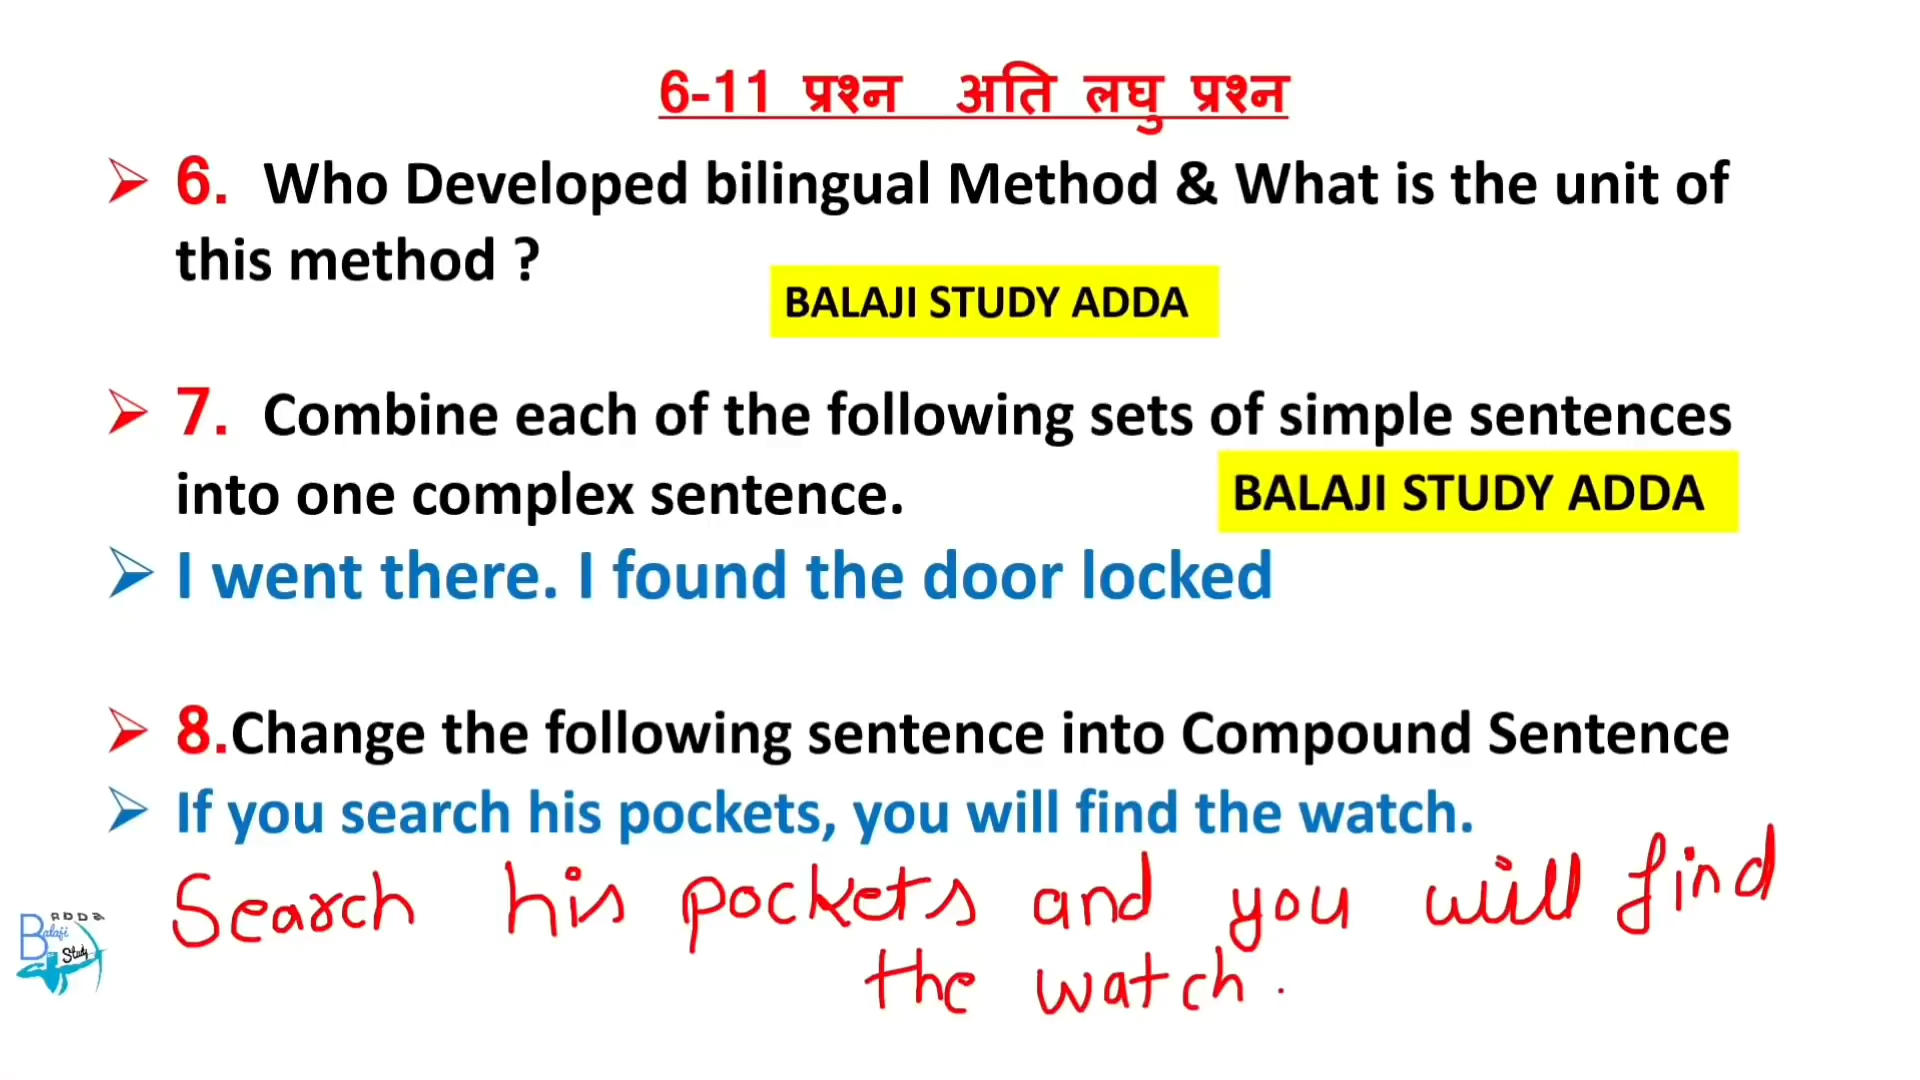 6-11 प्रश्न अति लघु प्रश्न
6. Who Developed bilingual Method & What is the unit of
this method ?
BALAJI STUDY ADDA
7. Combine each of the following sets of simple sentences
into one complex sentence.
BALAJI STUDY ADDA
I went there. I found the door locked
8.Change the following sentence into Compound Sentence
If you search his pockets, you will find the watch.
Search his pockets and you will find
the watch.
ADDA
Balaji
Study